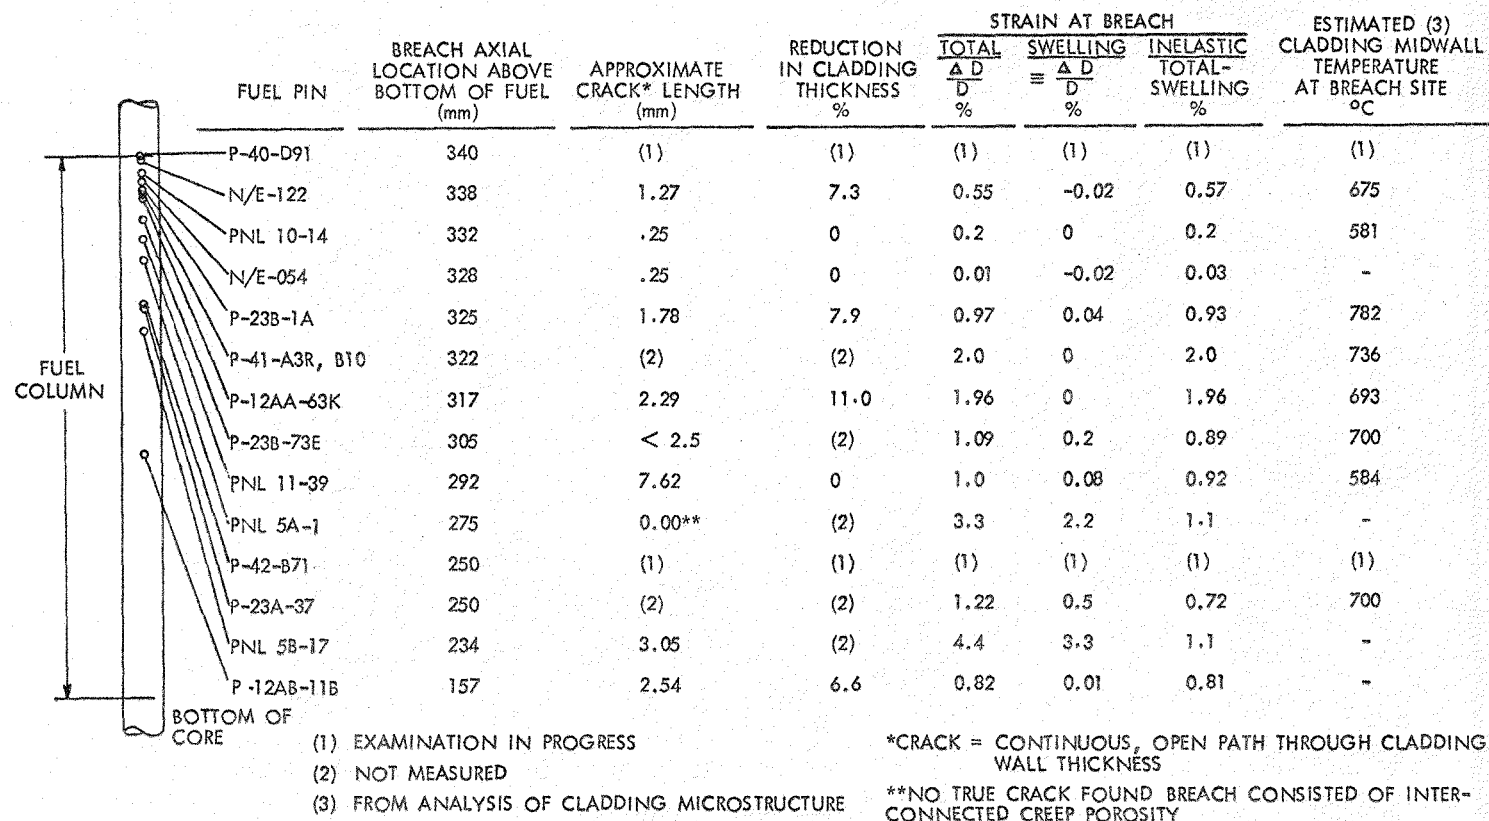 STRAIN AT BREACH
ESTIMATED (3)
BREACH AXIAL REDUCTION TOTAL SWELLING INELASTIC CLADDING MIDWALL
LOCATION ABOVE APPROXIMATE IN CLADDING Δ D ≡ Δ D TOTAL- TEMPERATURE
FUEL PIN BOTTOM OF FUEL CRACK* LENGTH THICKNESS D D SWELLING AT BREACH SITE
(mm) (mm) % % % % °C
P-40-D91 340 (1) (1) (1) (1) (1) (1)
N/E-122 338 1.27 7.3 0.55 -0.02 0.57 675
PNL 10-14 332 .25 0 0.2 0 0.2 581
N/E-054 328 .25 0 0.01 -0.02 0.03 -
P-23B-1A 325 1.78 7.9 0.97 0.04 0.93 782
P-41-A3R, B10 322 (2) (2) 2.0 0 2.0 736
FUEL
COLUMN
P-12AA-63K 317 2.29 11.0 1.96 0 1.96 693
P-23B-73E 305 < 2.5 (2) 1.09 0.2 0.89 700
PNL 11-39 292 7.62 0 1.0 0.08 0.92 584
PNL 5A-1 275 0.00** (2) 3.3 2.2 1.1 -
P-42-B71 250 (1) (1) (1) (1) (1) (1)
P-23A-37 250 (2) (2) 1.22 0.5 0.72 700
PNL 5B-17 234 3.05 (2) 4.4 3.3 1.1 -
P-12AB-11B 157 2.54 6.6 0.82 0.01 0.81 -
BOTTOM OF
CORE
(1) EXAMINATION IN PROGRESS
(2) NOT MEASURED
(3) FROM ANALYSIS OF CLADDING MICROSTRUCTURE
*CRACK = CONTINUOUS, OPEN PATH THROUGH CLADDING
WALL THICKNESS
**NO TRUE CRACK FOUND BREACH CONSISTED OF INTER-
CONNECTED CREEP POROSITY